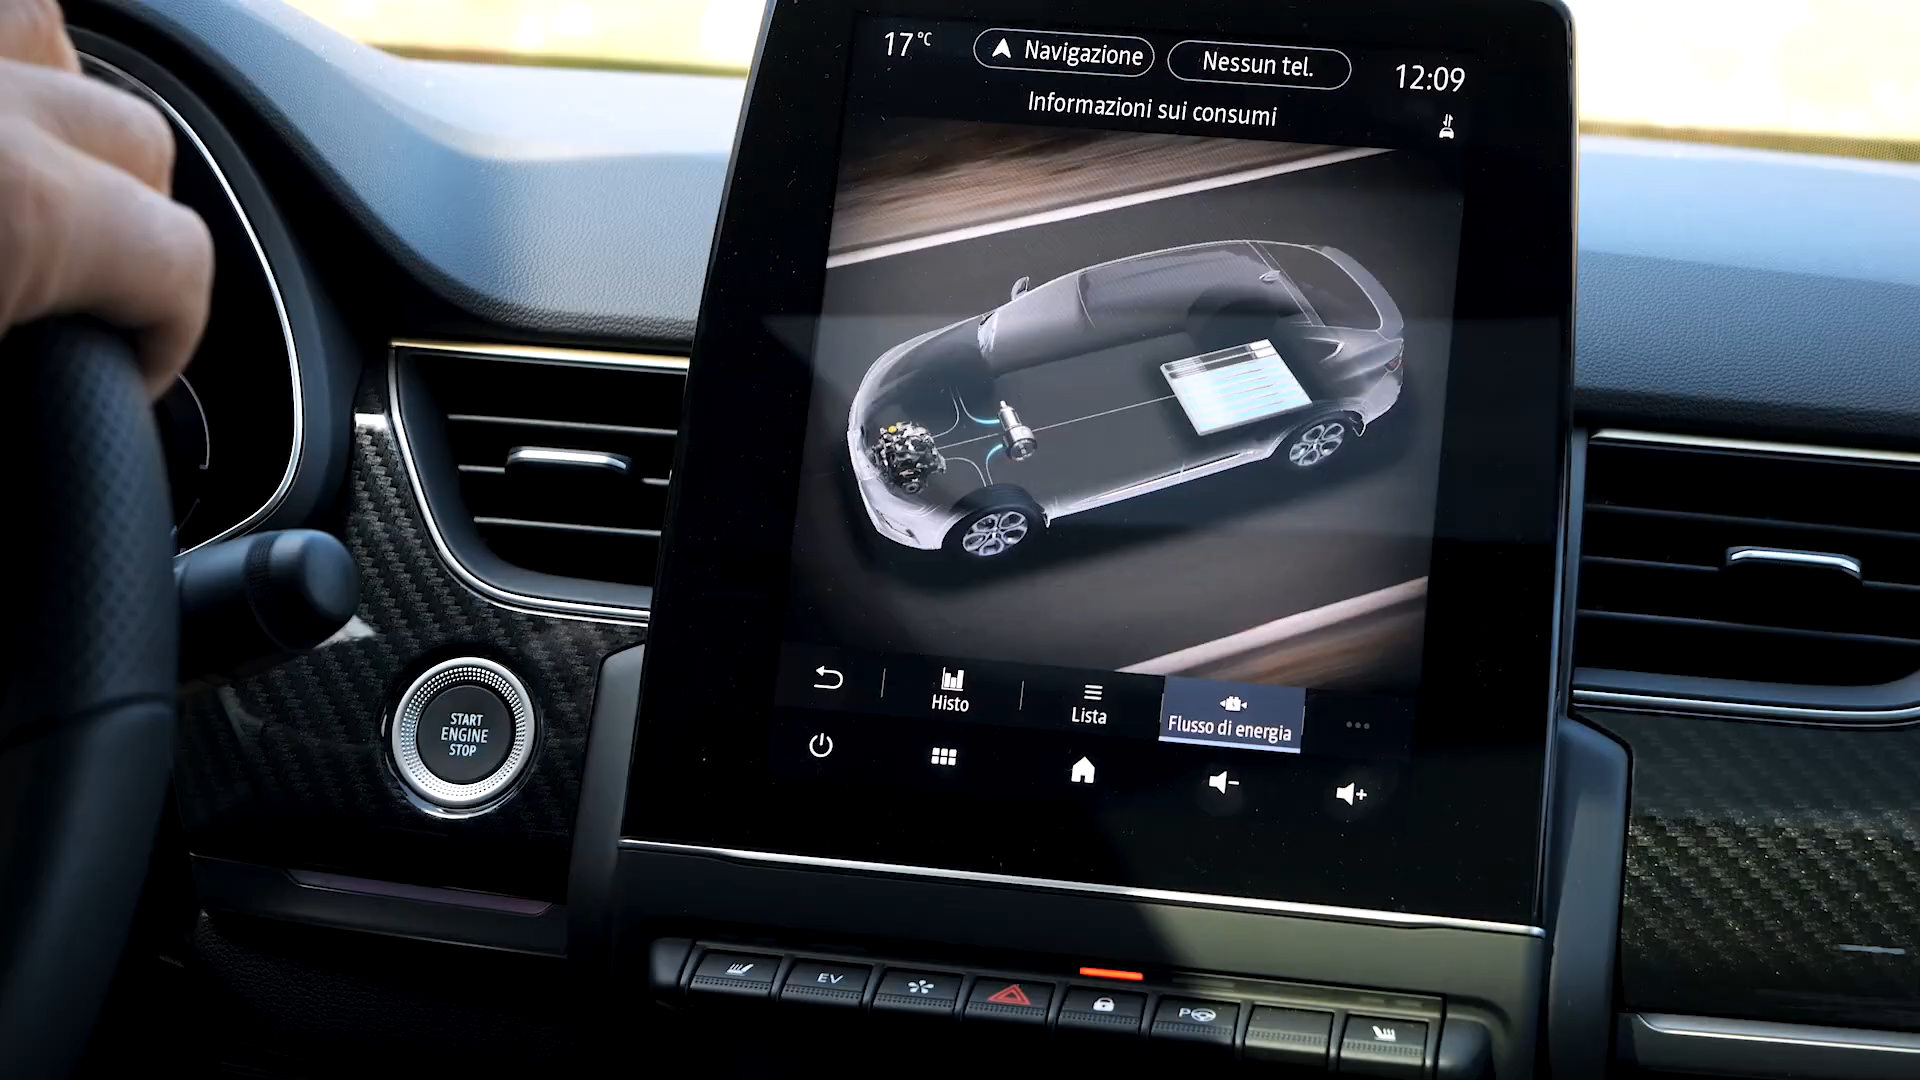 17°C
Navigazione
Nessun tel.
12:09
Informazioni sui consumi
Histo
Lista
Flusso di energia
START
ENGINE
STOP
EV
P